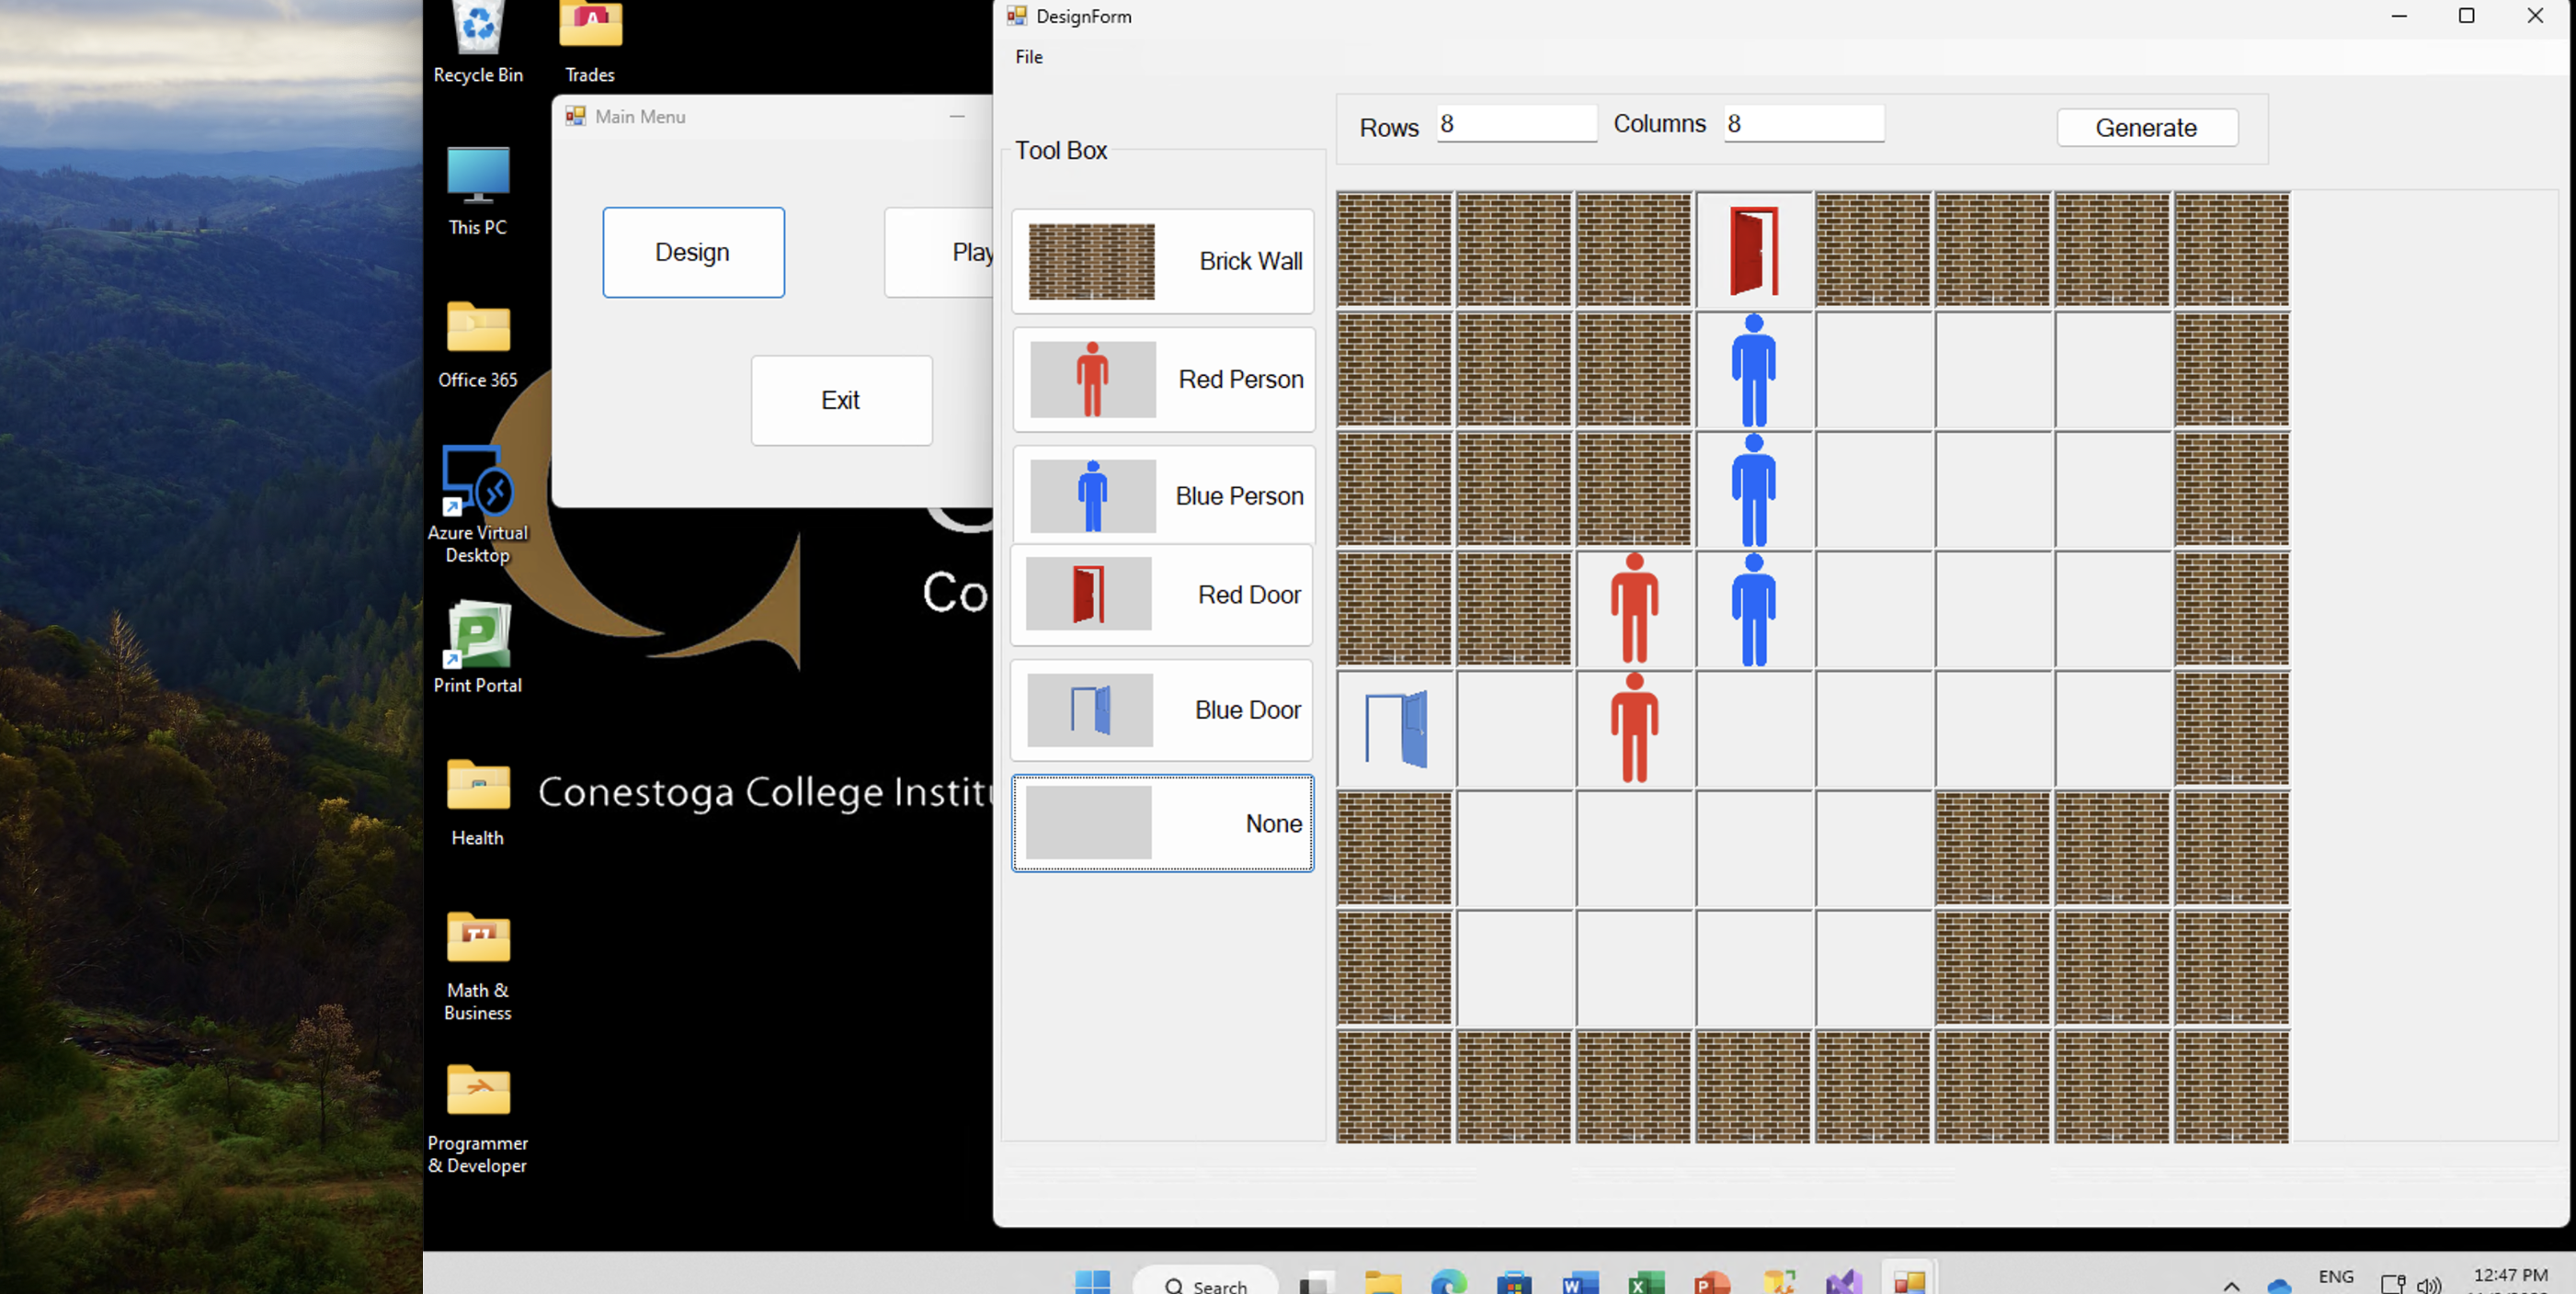 Recycle Bin
Trades
This PC
Office 365
Azure Virtual
Desktop
Print Portal
Health
Math &
Business
Programmer
& Developer
Main Menu
Design
Play
Exit
Co
Conestoga College Institu
DesignForm
File
Rows
8
Columns
8
Generate
Tool Box
Brick Wall
Red Person
Blue Person
Red Door
Blue Door
None
Search
ENG
12:47 PM